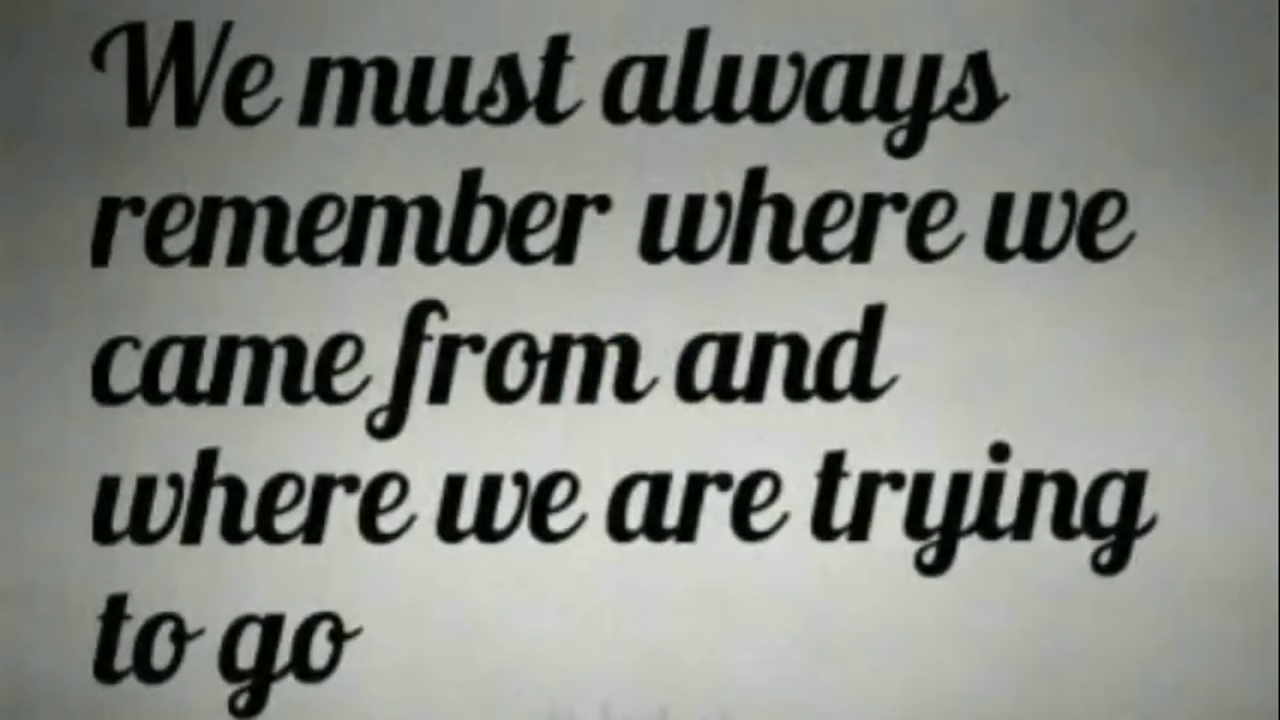 We must always
remember where we
came from and
where we are trying
to go